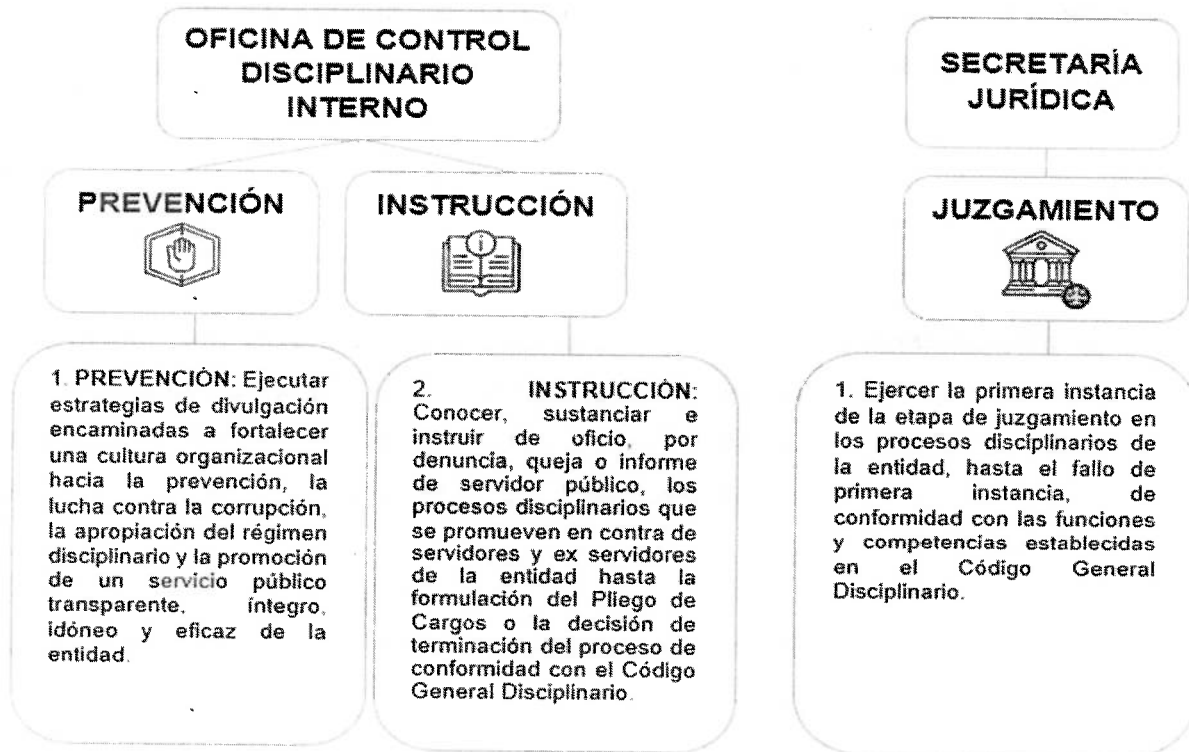 OFICINA DE CONTROL
DISCIPLINARIO
INTERNO
PREVENCIÓN
INSTRUCCIÓN
1. PREVENCIÓN: Ejecutar
estrategias de divulgación
encaminadas a fortalecer
una cultura organizacional
hacia la prevención, la
lucha contra la corrupción,
la apropiación del régimen
disciplinario y la promoción
de un servicio público
transparente, íntegro,
idóneo y eficaz de la
entidad.
2. INSTRUCCIÓN:
Conocer, sustanciar e
instruir de oficio, por
denuncia, queja o informe
de servidor público, los
procesos disciplinarios que
se promueven en contra de
servidores y ex servidores
de la entidad hasta la
formulación del Pliego de
Cargos o la decisión de
terminación del proceso de
conformidad con el Código
General Disciplinario.
SECRETARÍA
JURÍDICA
JUZGAMIENTO
1. Ejercer la primera instancia
de la etapa de juzgamiento en
los procesos disciplinarios de
la entidad, hasta el fallo de
primera instancia, de
conformidad con las funciones
y competencias establecidas
en el Código General
Disciplinario.